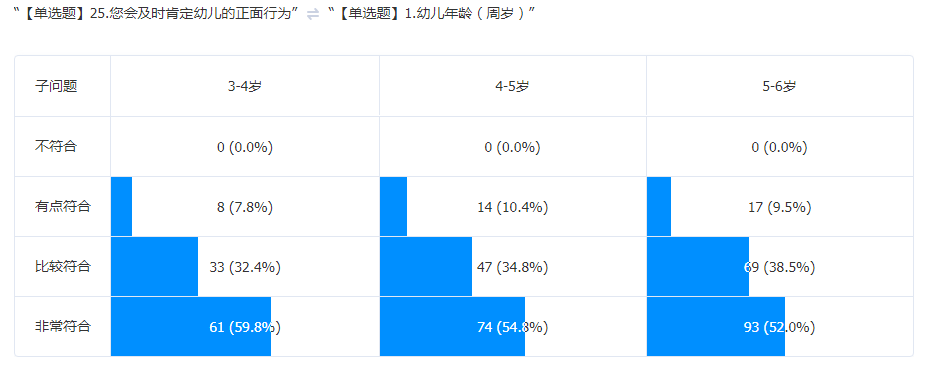 “【单选题】25.您会及时肯定幼儿的正面行为” ⇌ “【单选题】1.幼儿年龄（周岁）”
子问题 3-4岁 4-5岁 5-6岁
不符合 0 (0.0%) 0 (0.0%) 0 (0.0%)
有点符合 8 (7.8%) 14 (10.4%) 17 (9.5%)
比较符合 33 (32.4%) 47 (34.8%) 69 (38.5%)
非常符合 61 (59.8%) 74 (54.8%) 93 (52.0%)